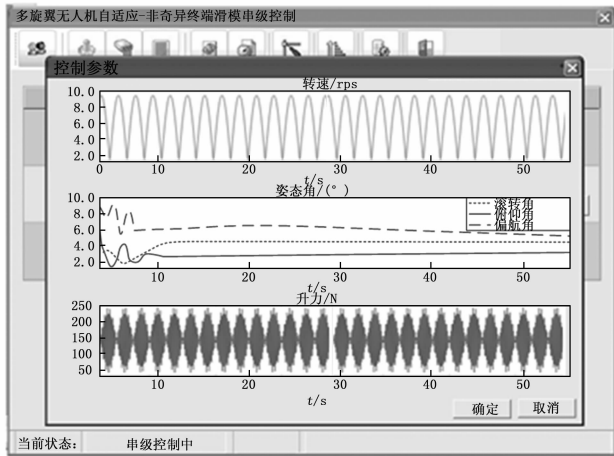 多旋翼无人机自适应-非奇异终端滑模串级控制
控制参数
转速/rps
10.0
8.0
6.0
4.0
2.0
0 10 20 30 40 50
t/s
姿态角/(°)
10.0
8.0
6.0
4.0
2.0
滚转角
俯仰角
偏航角
10 20 30 40 50
t/s
升力/N
250
200
150
100
50
10 20 30 40 50
t/s
确定 取消
当前状态: 串级控制中